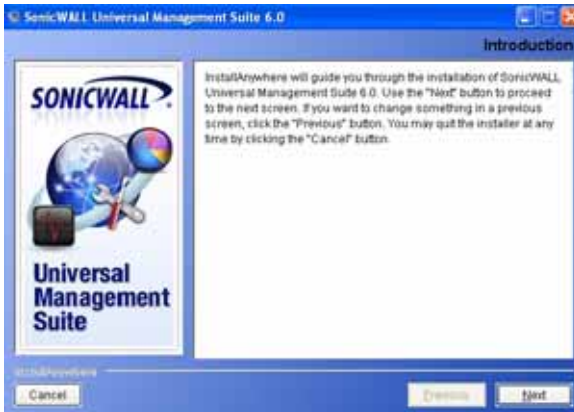 SonicWALL Universal Management Suite 6.0
Introduction
SONICWALL
Universal
Management
Suite
InstallAnywhere will guide you through the installation of SonicWALL
Universal Management Suite 6.0. Use the "Next" button to proceed
to the next screen. If you want to change something in a previous
screen, click the "Previous" button. You may quit the installer at any
time by clicking the "Cancel" button.
InstallAnywhere
Cancel
Previous
Next